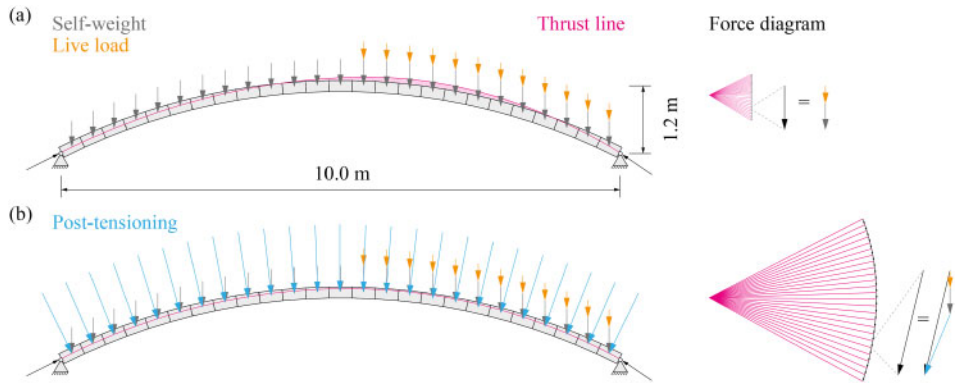 (a)
Self-weight
Live load
Thrust line
Force diagram
=
1.2 m
10.0 m
(b)
Post-tensioning
=